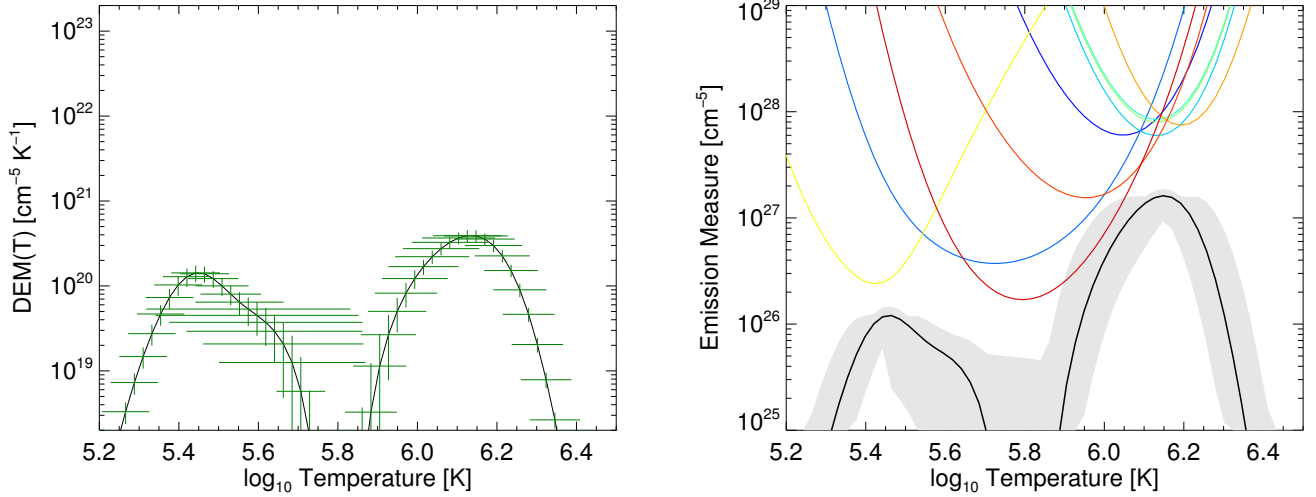 10²³
10²²
10²¹
10²⁰
10¹⁹
DEM(T) [cm⁻⁵ K⁻¹]
5.2 5.4 5.6 5.8 6.0 6.2 6.4
log₁₀ Temperature [K]
10²⁹
10²⁸
10²⁷
10²⁶
10²⁵
Emission Measure [cm⁻⁵]
5.2 5.4 5.6 5.8 6.0 6.2 6.4
log₁₀ Temperature [K]